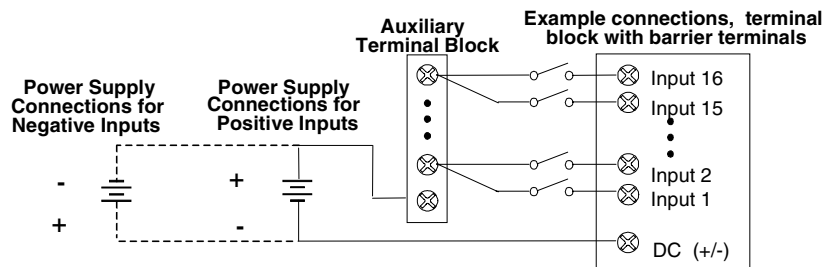 Auxiliary
Terminal Block
Example connections, terminal
block with barrier terminals
Power Supply
Connections for
Negative Inputs
Power Supply
Connections for
Positive Inputs
Input 16
Input 15
Input 2
Input 1
DC (+/-)
-
+
+
-